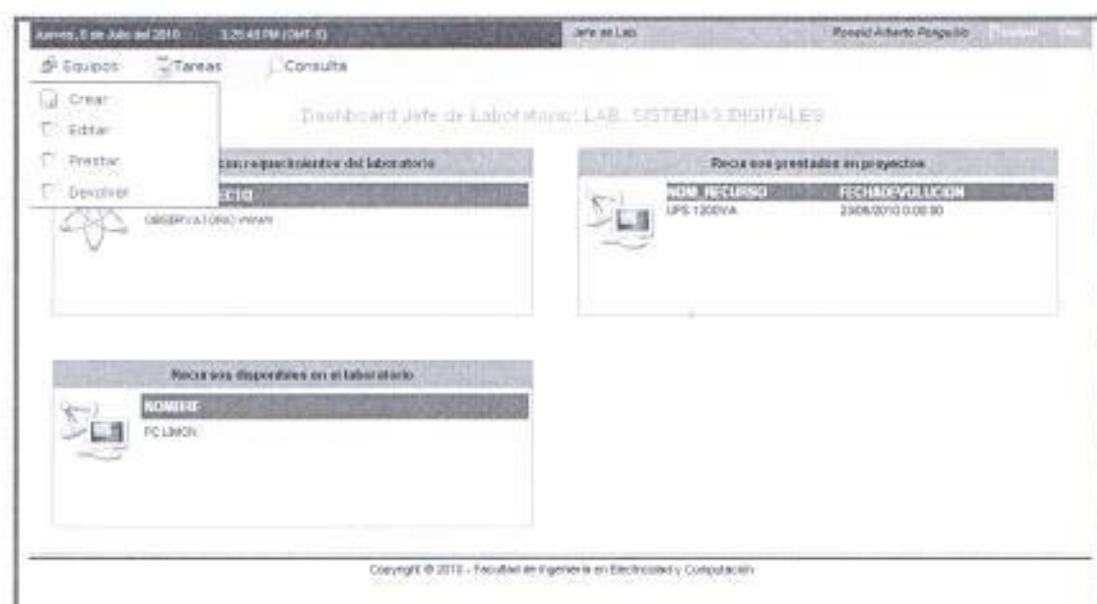 Jueves, 8 de Julio del 2010 3:25:48 PM (GMT-5) Jefe de Lab. Ronald Alberto Ponguillo
Equipos Tareas Consulta
Crear
Editar
Prestar
Devolver
Dashboard Jefe de Laboratorio: LAB. SISTEMAS DIGITALES
con requerimientos del laboratorio
ECTO
OBSERVATORIO
Recursos prestados en proyectos
NOM_RECURSO FECHADEVOLUCION
UPS 1200VA 23/06/2010 0:00:00
Recursos disponibles en el laboratorio
NOMBRE
PC LIMON
Copyright © 2010 - Facultad de Ingeniería en Electricidad y Computación